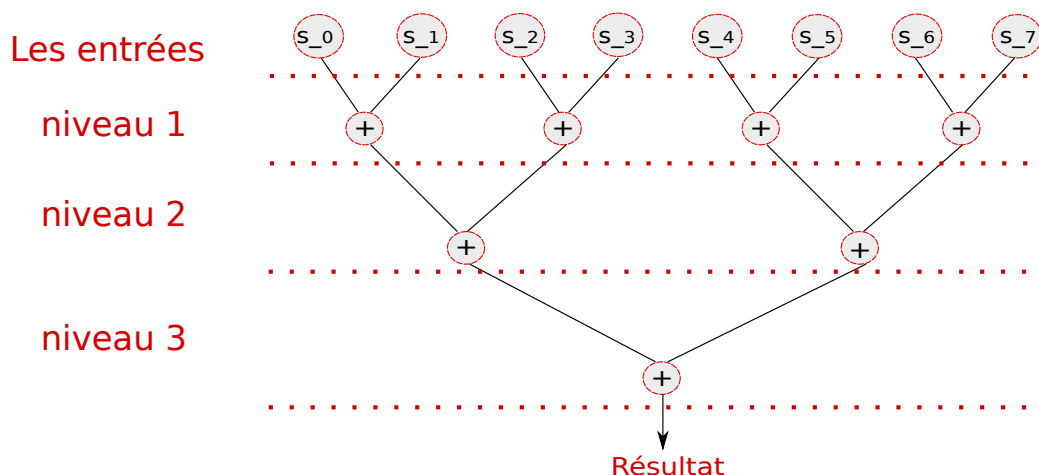 Les entrées s_0 s_1 s_2 s_3 s_4 s_5 s_6 s_7
niveau 1 + + + +
niveau 2 + +
niveau 3
+
Résultat